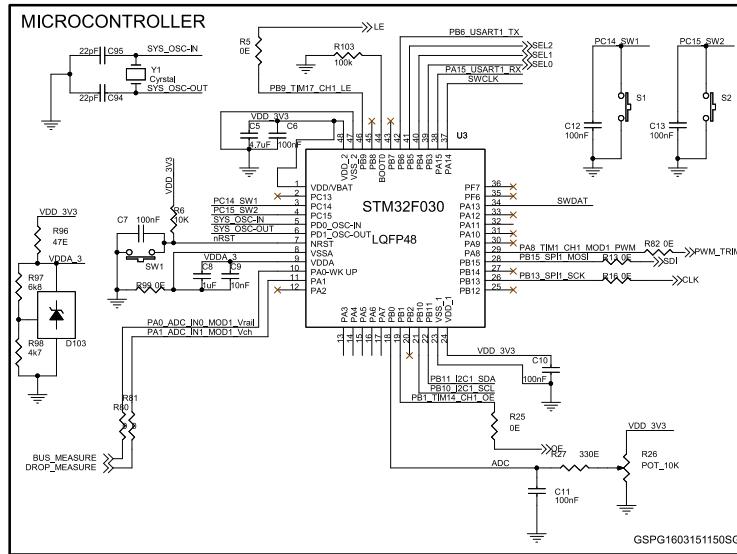 MICROCONTROLLER
22pF C95 SYS_OSC-IN
Y1
Cyrstal
22pF C94 SYS_OSC-OUT
R5
0E
LE
R103
100k
PB9_TIM17_CH1_LE
PB6_USART1_TX
SEL2
SEL1
SEL0
PA15_USART1_RX
SWCLK
PC14_SW1
PC15_SW2
S1
S2
C12
100nF
C13
100nF
VDD_3V3
C5
4.7uF
C6
100nF
48 47 46 45 44 43 42 41 40 39 38 37
VDD_2
VSS_2
PB9
PB8
BOOT0
PB7
PB6
PB5
PB4
PB3
PA15
PA14
U3
STM32F030
LQFP48
1 VDD/VBAT
2 PC13
PC14_SW1 3 PC14
PC15_SW2 4 PC15
SYS_OSC-IN 5 PD0_OSC-IN
SYS_OSC-OUT 6 PD1_OSC-OUT
nRST 7 NRST
8 VSSA
9 VDDA
10 PA0-WK UP
11 PA1
12 PA2
PF7 36
PF6 35
PA13 34 SWDAT
PA12 33
PA11 32
PA10 31
PA9 30
PA8 29 PA8_TIM1_CH1_MOD1_PWM R82 0E PWM_TRIM
PB15 28 PB15_SPI1_MOSI R13 0E SDI
PB14 27
PB13 26 PB13_SPI1_SCK R16 0E CLK
PB12 25
VDD_3V3
C7 100nF
R6
10K
SW1
R99 0E
VDDA_3V3
C8
1uF
C9
10nF
VDD_3V3
R96
47E
VDDA_3
R97
6k8
R98
4k7
D103
PA0_ADC_IN0_MOD1_Vrail
PA1_ADC_IN1_MOD1_Vch
R80
R81
BUS_MEASURE
DROP_MEASURE
PA3
PA4
PA5
PA6
PA7
PB0
PB1
PB2
PB10
PB11
VSS_1
VDD_1
13 14 15 16 17 18 19 20 21 22 23 24
VDD_3V3
C10
100nF
PB11_I2C1_SDA
PB10_I2C1_SCL
PB1_TIM14_CH1_OE
R25
0E
OE
VDD_3V3
ADC
R27 330E
R26
POT_10K
C11
100nF
GSPG1603151150SG